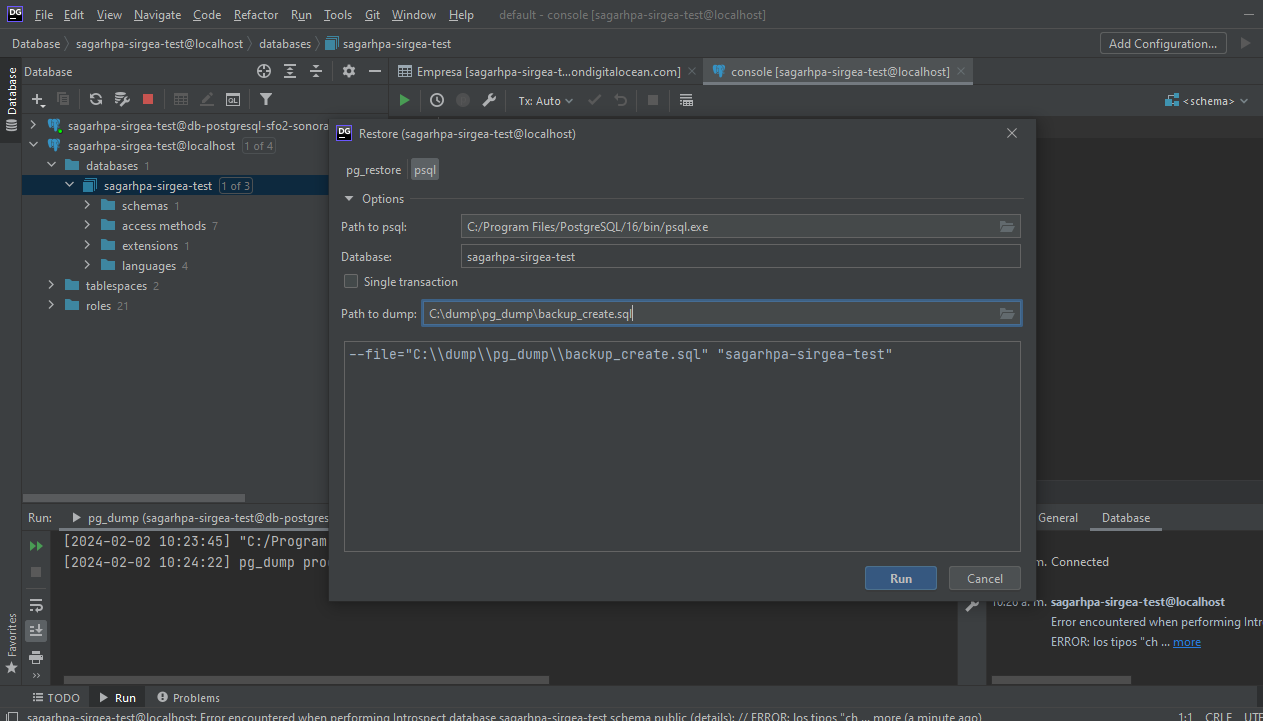 DG File Edit View Navigate Code Refactor Run Tools Git Window Help default - console [sagarhpa-sirgea-test@localhost]
Database sagarhpa-sirgea-test@localhost databases sagarhpa-sirgea-test Add Configuration...
Database
Database
Empresa [sagarhpa-sirgea-t...ondigitalocean.com] console [sagarhpa-sirgea-test@localhost]
QL Tx: Auto <schema>
sagarhpa-sirgea-test@db-postgresql-sfo2-sonora
sagarhpa-sirgea-test@localhost 1 of 4
databases 1
sagarhpa-sirgea-test 1 of 3
schemas 1
access methods 7
extensions 1
languages 4
tablespaces 2
roles 21
DG Restore (sagarhpa-sirgea-test@localhost)
pg_restore psql
Options
Path to psql: C:/Program Files/PostgreSQL/16/bin/psql.exe
Database: sagarhpa-sirgea-test
Single transaction
Path to dump: C:\dump\pg_dump\backup_create.sql
--file="C:\\dump\\pg_dump\\backup_create.sql" "sagarhpa-sirgea-test"
Run Cancel
Run: pg_dump (sagarhpa-sirgea-test@db-postgres
[2024-02-02 10:23:45] "C:/Program
[2024-02-02 10:24:22] pg_dump pro
General Database
m. Connected
10:20 a. m. sagarhpa-sirgea-test@localhost
Error encountered when performing Intr
ERROR: los tipos "ch ... more
Favorites
TODO Run Problems
sagarhpa-sirgea-test@localhost: Error encountered when performing Introspect database sagarhpa-sirgea-test schema public (details): // ERROR: los tipos "ch ... more (a minute ago) 1:1 CRLF UTF